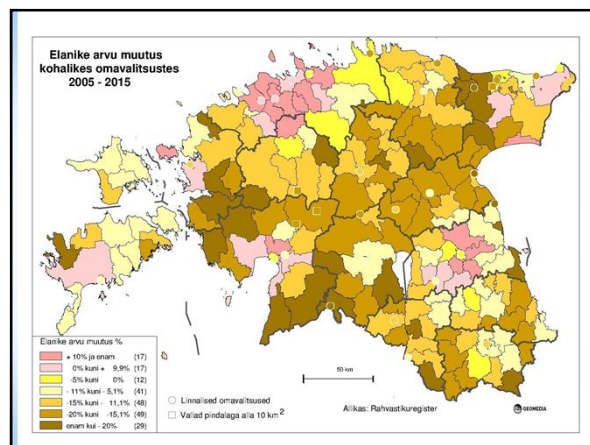 Elanike arvu muutus
kohalikes omavalitsustes
2005 - 2015
Elanike arvu muutus %
+ 10% ja enam (17)
0% kuni + 9,9% (17)
-5% kuni 0% (12)
- 11% kuni - 5,1% (41)
-15% kuni - 11,1% (48)
-20% kuni -15,1% (49)
enam kui - 20% (29)
50 km
Linnalised omavalitsused
Vallad pindalaga alla 10 km²
Allikas: Rahvastikuregister
GEOMEDIA